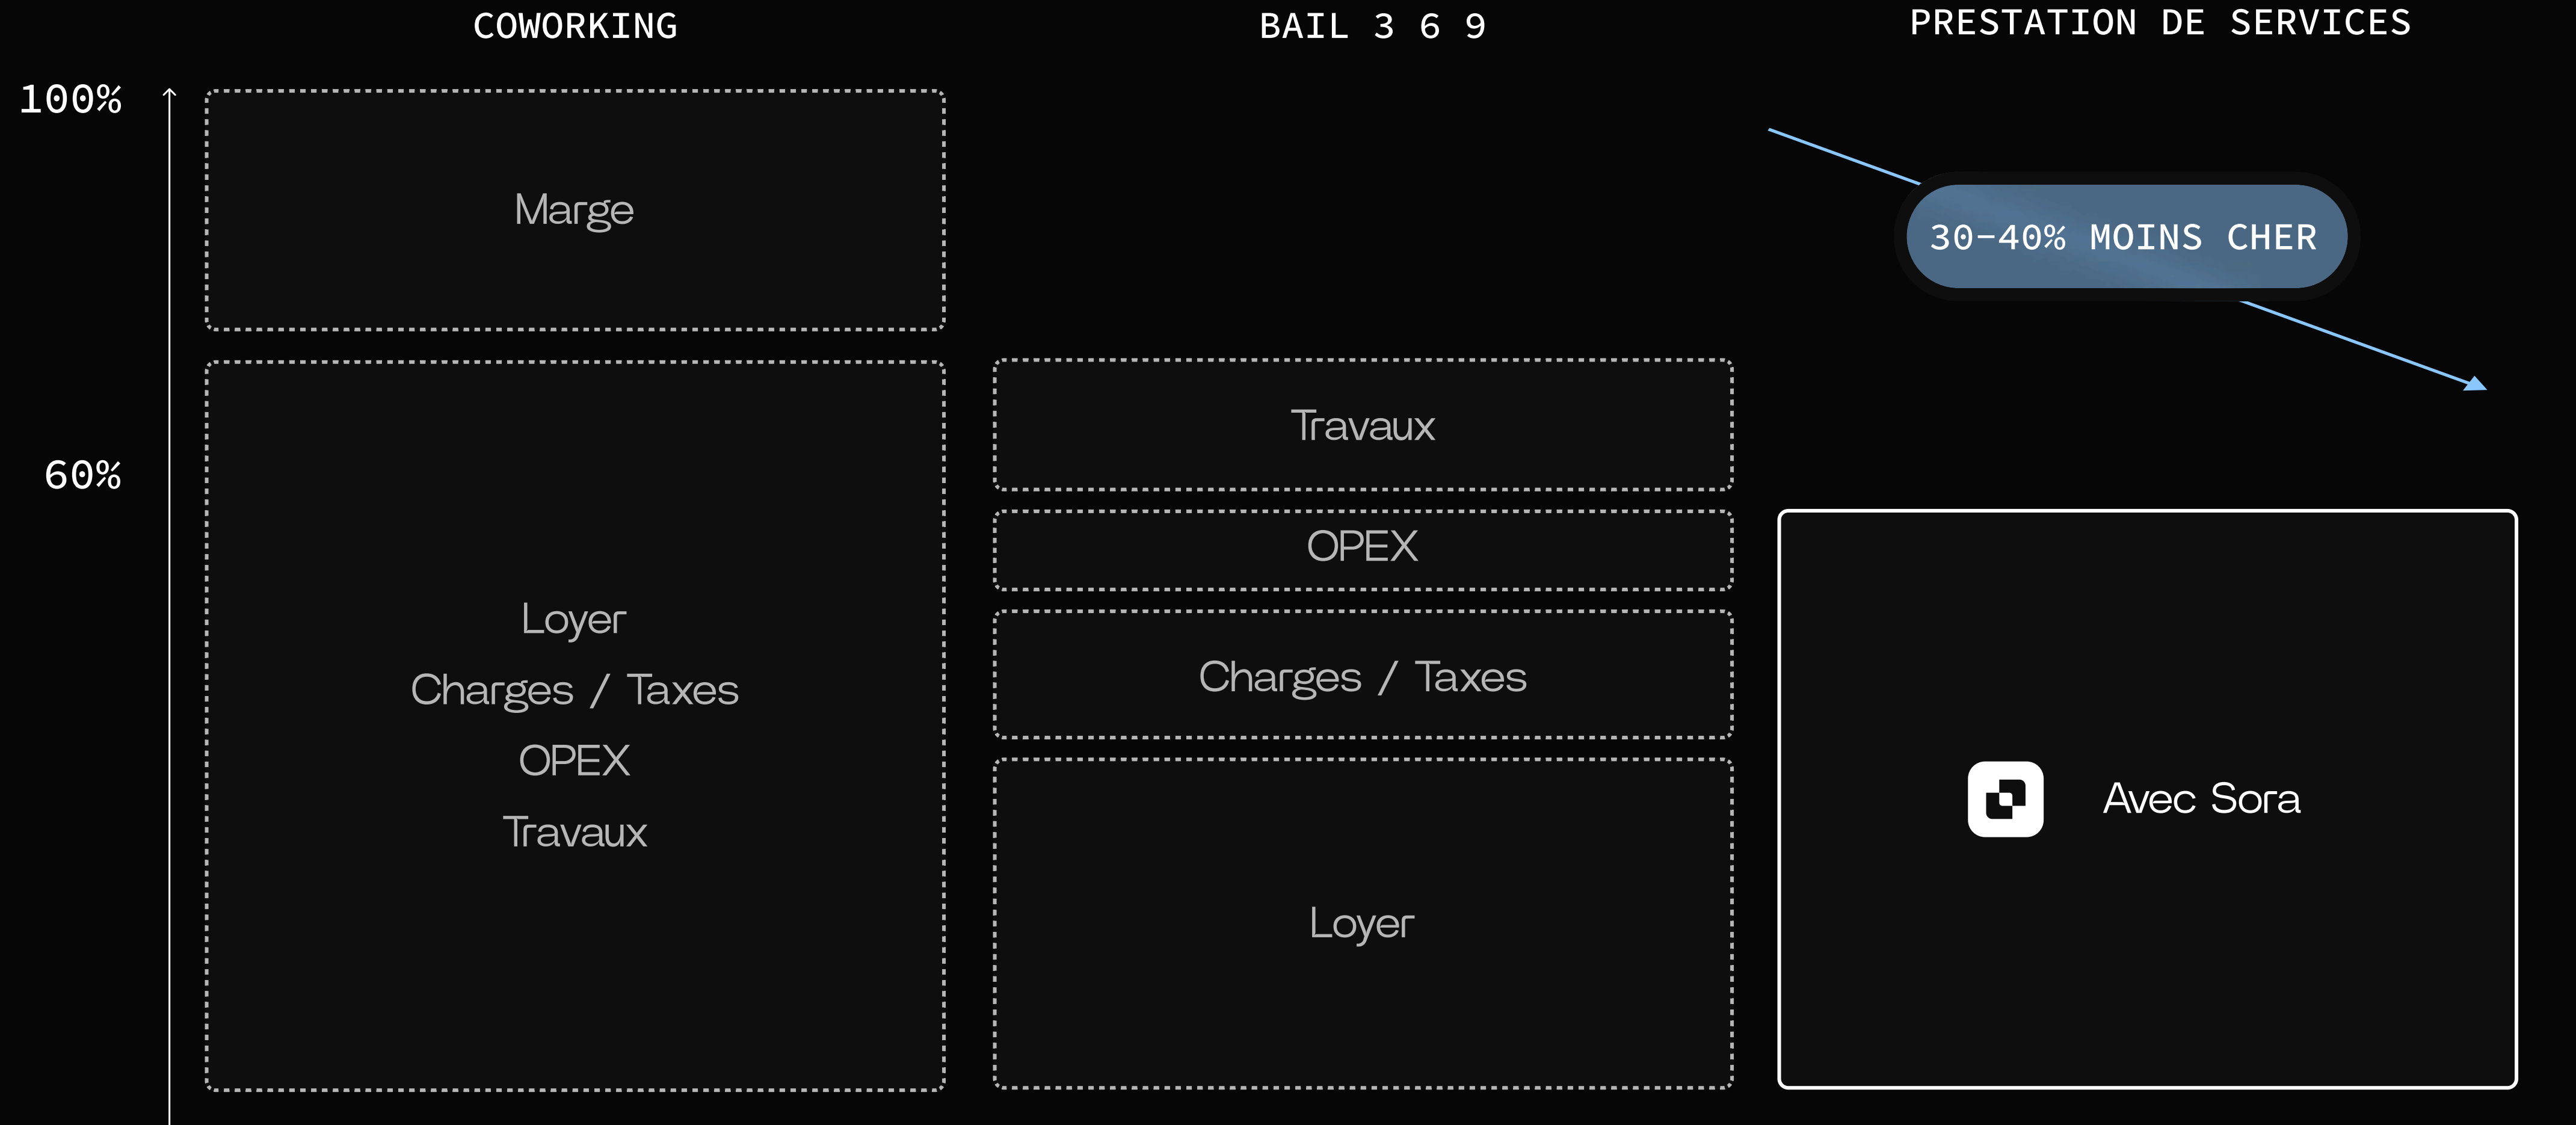 COWORKING
BAIL 3 6 9
PRESTATION DE SERVICES
100%
60%
Marge
Loyer
Charges / Taxes
OPEX
Travaux
Travaux
OPEX
Charges / Taxes
Loyer
30-40% MOINS CHER
Avec Sora